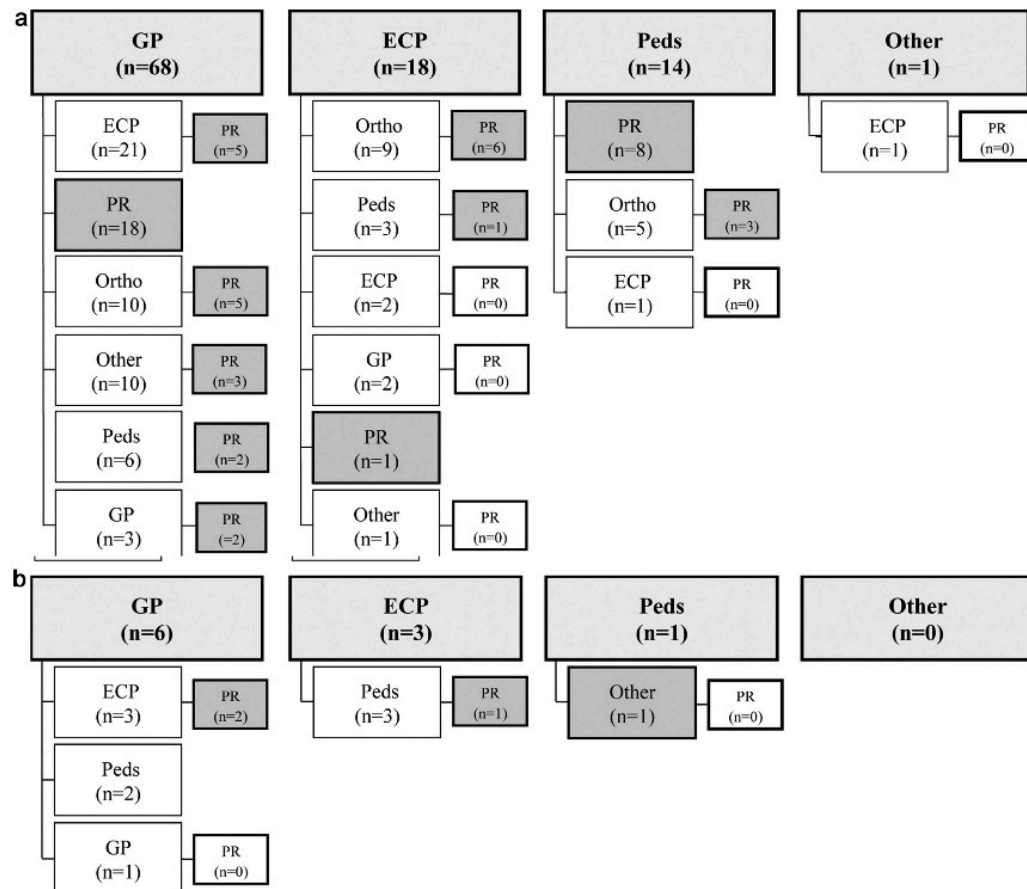 a
GP
(n=68)
ECP
(n=21)
PR
(n=5)
PR
(n=18)
Ortho
(n=10)
PR
(n=5)
Other
(n=10)
PR
(n=3)
Peds
(n=6)
PR
(n=2)
GP
(n=3)
PR
(=2)
ECP
(n=18)
Ortho
(n=9)
PR
(n=6)
Peds
(n=3)
PR
(n=1)
ECP
(n=2)
PR
(n=0)
GP
(n=2)
PR
(n=0)
PR
(n=1)
Other
(n=1)
PR
(n=0)
Peds
(n=14)
PR
(n=8)
Ortho
(n=5)
PR
(n=3)
ECP
(n=1)
PR
(n=0)
Other
(n=1)
ECP
(n=1)
PR
(n=0)
b
GP
(n=6)
ECP
(n=3)
PR
(n=2)
Peds
(n=2)
GP
(n=1)
PR
(n=0)
ECP
(n=3)
Peds
(n=3)
PR
(n=1)
Peds
(n=1)
Other
(n=1)
PR
(n=0)
Other
(n=0)